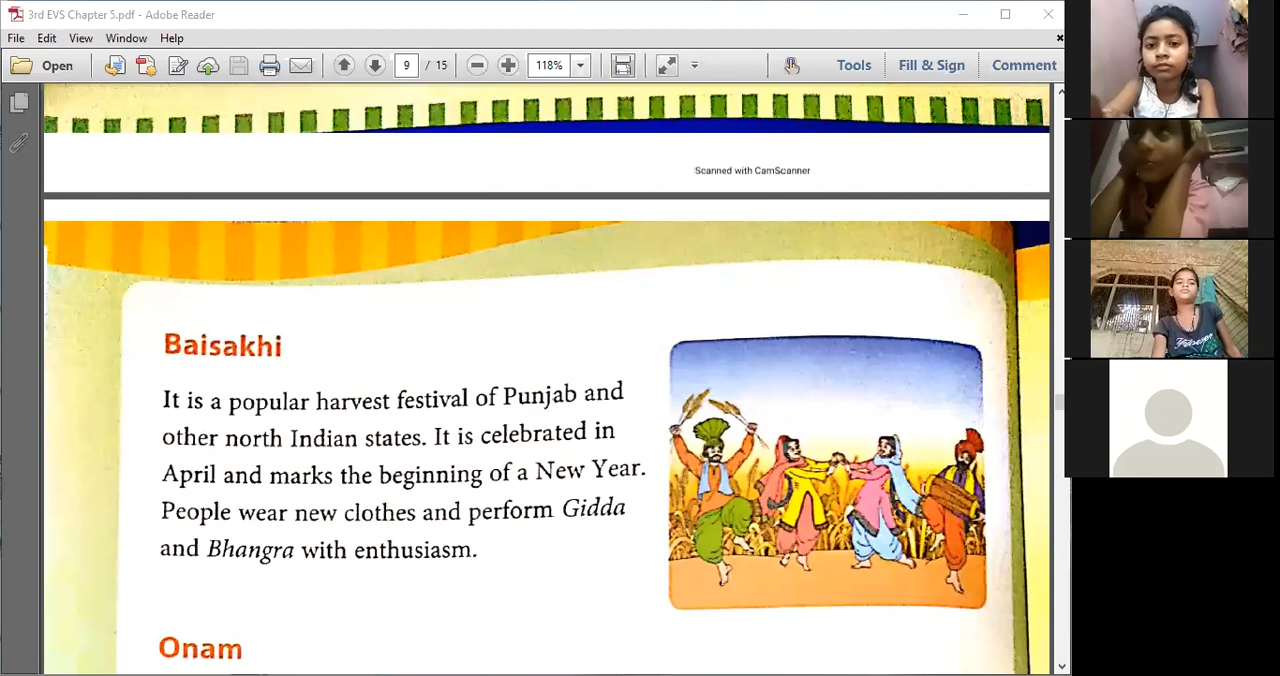 3rd EVS Chapter 5.pdf - Adobe Reader
File Edit View Window Help
Open 9 / 15 118% Tools Fill & Sign Comment
Scanned with CamScanner
Baisakhi
It is a popular harvest festival of Punjab and
other north Indian states. It is celebrated in
April and marks the beginning of a New Year.
People wear new clothes and perform Gidda
and Bhangra with enthusiasm.
Onam